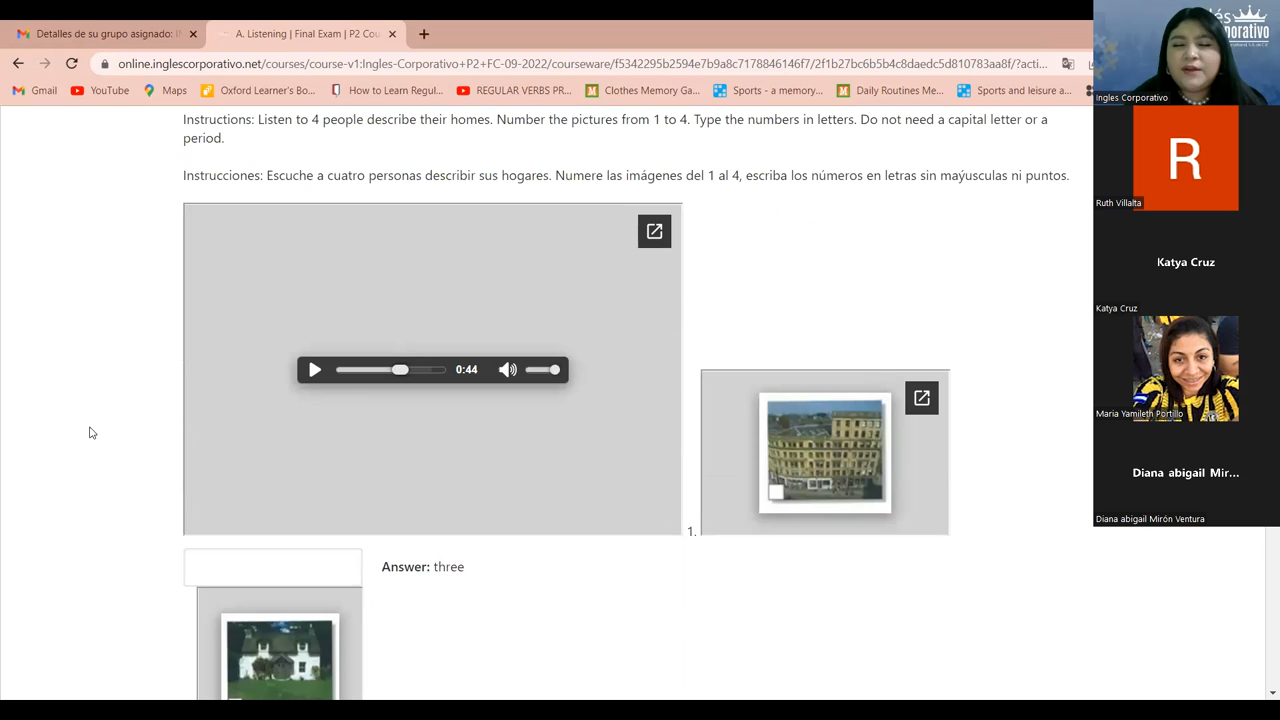 Detalles de su grupo asignado: I
A. Listening | Final Exam | P2 Cou
online.inglescorporativo.net/courses/course-v1:Ingles-Corporativo+P2+FC-09-2022/courseware/f5342295b2594e7b9a8c7178846146f7/2f1b27bc6b5b4c8daedc5d810783aa8f/?acti...
Gmail
YouTube
Maps
Oxford Learner's Bo...
How to Learn Regul...
REGULAR VERBS PR...
Clothes Memory Ga...
Sports - a memory...
Daily Routines Me...
Sports and leisure a...
Instructions: Listen to 4 people describe their homes. Number the pictures from 1 to 4. Type the numbers in letters. Do not need a capital letter or a
period.
Instrucciones: Escuche a cuatro personas describir sus hogares. Numere las imágenes del 1 al 4, escriba los números en letras sin maýusculas ni puntos.
0:44
1.
Answer: three
Ingles Corporativo
R
Ruth Villalta
Katya Cruz
Katya Cruz
Maria Yamileth Portillo
Diana abigail Mir...
Diana abigail Mirón Ventura